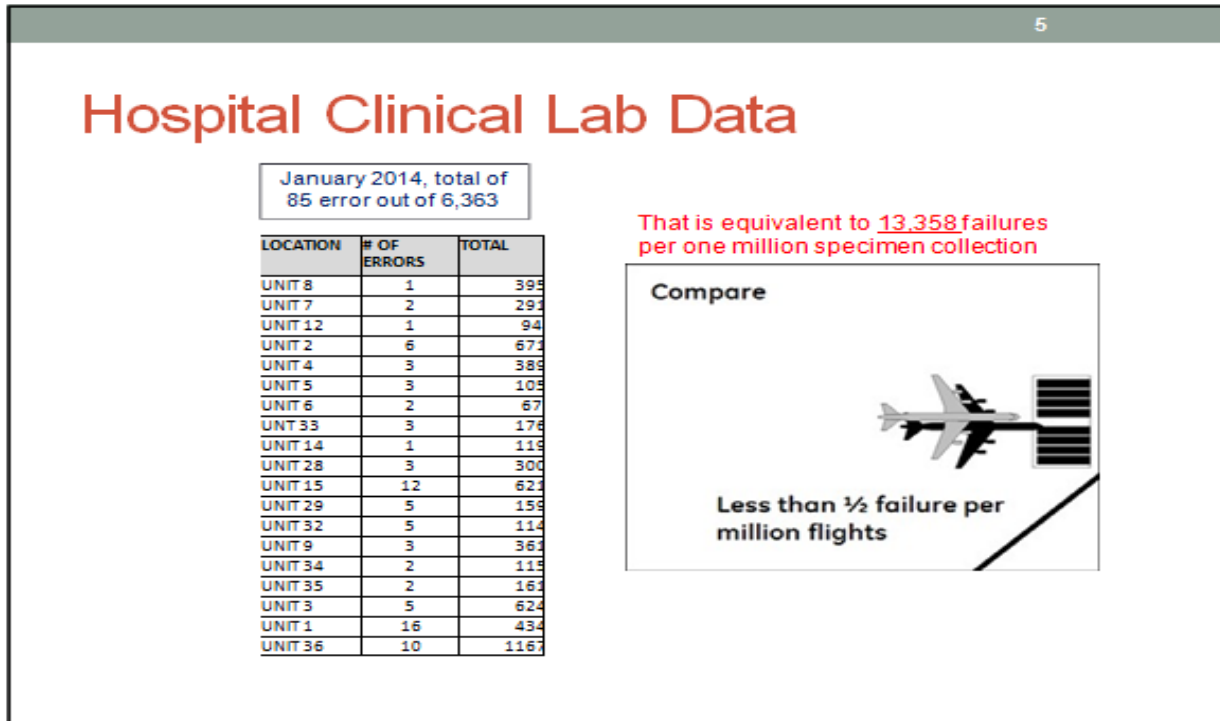 5
Hospital Clinical Lab Data
January 2014, total of
85 error out of 6,363
LOCATION # OF ERRORS TOTAL
UNIT 8 1 395
UNIT 7 2 291
UNIT 12 1 94
UNIT 2 6 671
UNIT 4 3 389
UNIT 5 3 105
UNIT 6 2 67
UNT 33 3 176
UNIT 14 1 119
UNIT 28 3 300
UNIT 15 12 621
UNIT 29 5 159
UNIT 32 5 114
UNIT 9 3 361
UNIT 34 2 115
UNIT 35 2 161
UNIT 3 5 624
UNIT 1 16 434
UNIT 36 10 1167
That is equivalent to 13,358 failures
per one million specimen collection
Compare
Less than ½ failure per
million flights